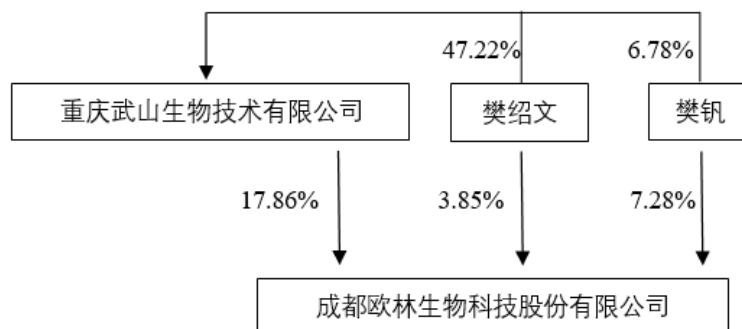 47.22% 6.78%
重庆武山生物技术有限公司 樊绍文 樊钒
17.86% 3.85% 7.28%
成都欧林生物科技股份有限公司